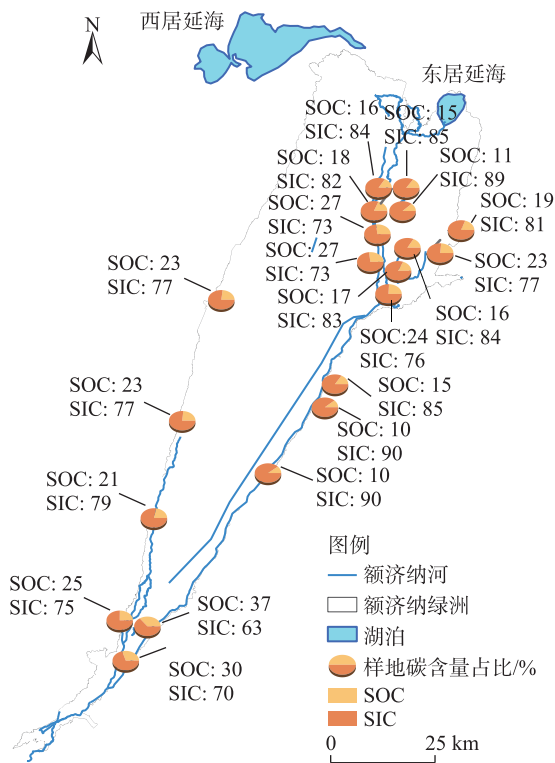 西居延海
N
东居延海
SOC: 16
SIC: 84
SOC: 15
SIC: 85
SOC: 18
SIC: 82
SOC: 11
SIC: 89
SOC: 27
SIC: 73
SOC: 19
SIC: 81
SOC: 27
SIC: 73
SOC: 23
SIC: 77
SOC: 23
SIC: 77
SOC: 17
SIC: 83
SOC: 16
SIC: 84
SOC:24
SIC: 76
SOC: 15
SIC: 85
SOC: 23
SIC: 77
SOC: 10
SIC: 90
SOC: 10
SIC: 90
SOC: 21
SIC: 79
SOC: 25
SIC: 75
SOC: 37
SIC: 63
SOC: 30
SIC: 70
图例
额济纳河
额济纳绿洲
湖泊
样地碳含量占比/%
SOC
SIC
0 25 km